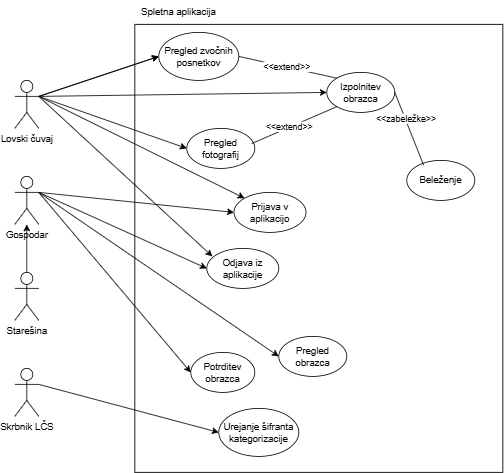 Spletna aplikacija
Pregled zvočnih
posnetkov
<<extend>>
Izpolnitev
obrazca
<<zabeležke>>
<<extend>>
Lovski čuvaj
Pregled
fotografij
Beleženje
Prijava v
aplikacijo
Gospodar
Odjava iz
aplikacije
Starešina
Pregled
obrazca
Potrditev
obrazca
Skrbnik LČS
Urejanje šifranta
kategorizacije